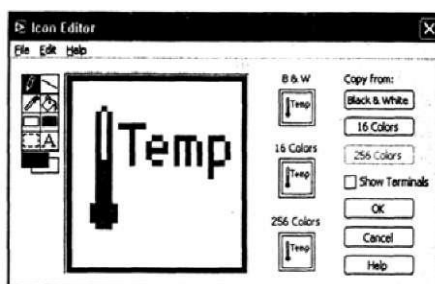 Icon Editor
File Edit Help
B & W
Temp
16 Colors
Temp
256 Colors
Temp
Temp
A
Copy from:
Black & White
16 Colors
256 Colors
Show Terminals
OK
Cancel
Help